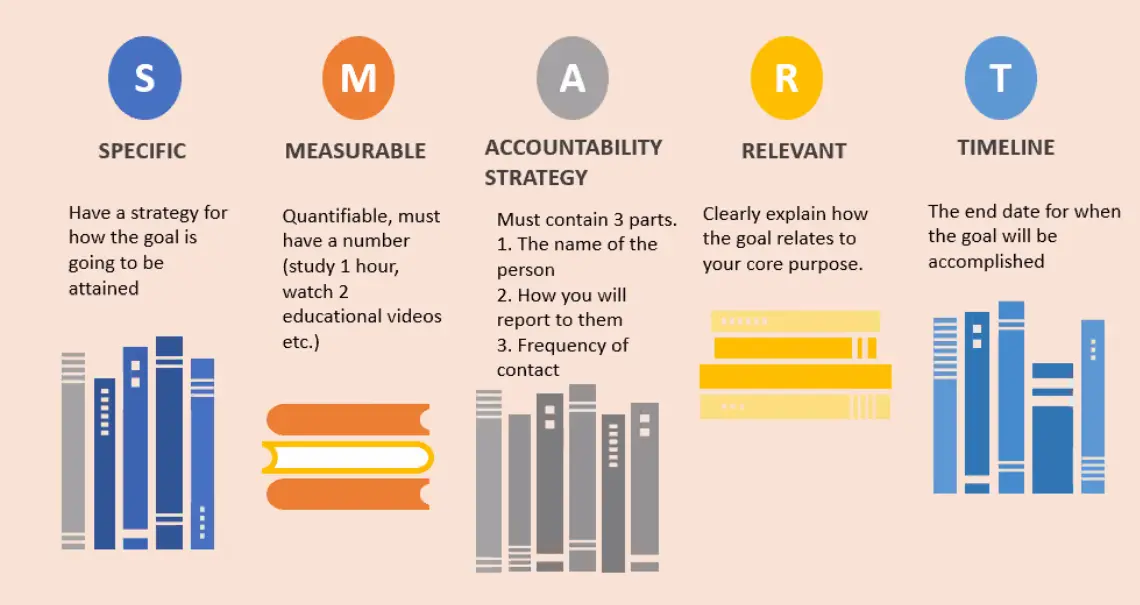 S
SPECIFIC
Have a strategy for
how the goal is
going to be
attained
M
MEASURABLE
Quantifiable, must
have a number
(study 1 hour,
watch 2
educational videos
etc.)
A
ACCOUNTABILITY
STRATEGY
Must contain 3 parts.
1. The name of the
person
2. How you will
report to them
3. Frequency of
contact
R
RELEVANT
Clearly explain how
the goal relates to
your core purpose.
T
TIMELINE
The end date for when
the goal will be
accomplished